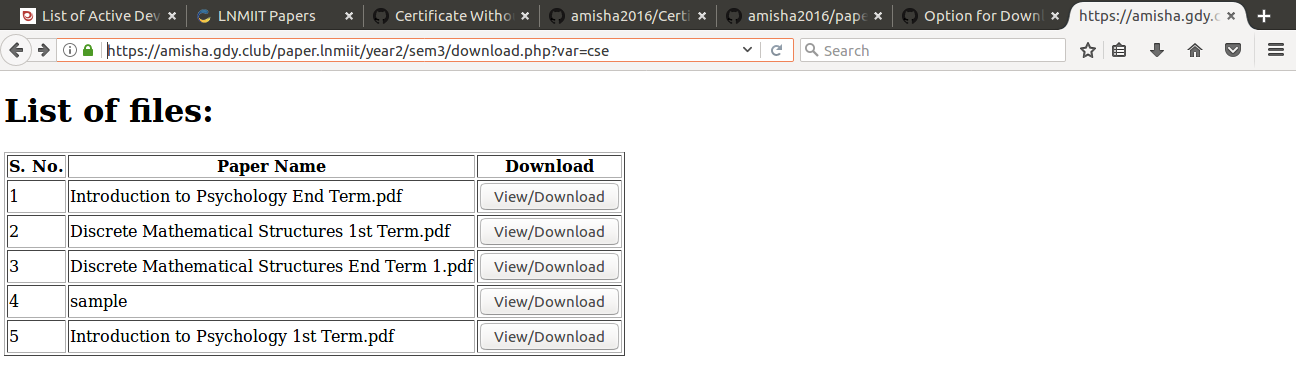 List of Active Dev
LNMIIT Papers
Certificate Witho
amisha2016/Certi
amisha2016/pape
Option for Downl
https://amisha.gdy.c
https://amisha.gdy.club/paper.lnmiit/year2/sem3/download.php?var=cse
Search
List of files:
S. No. Paper Name Download
1 Introduction to Psychology End Term.pdf View/Download
2 Discrete Mathematical Structures 1st Term.pdf View/Download
3 Discrete Mathematical Structures End Term 1.pdf View/Download
4 sample View/Download
5 Introduction to Psychology 1st Term.pdf View/Download